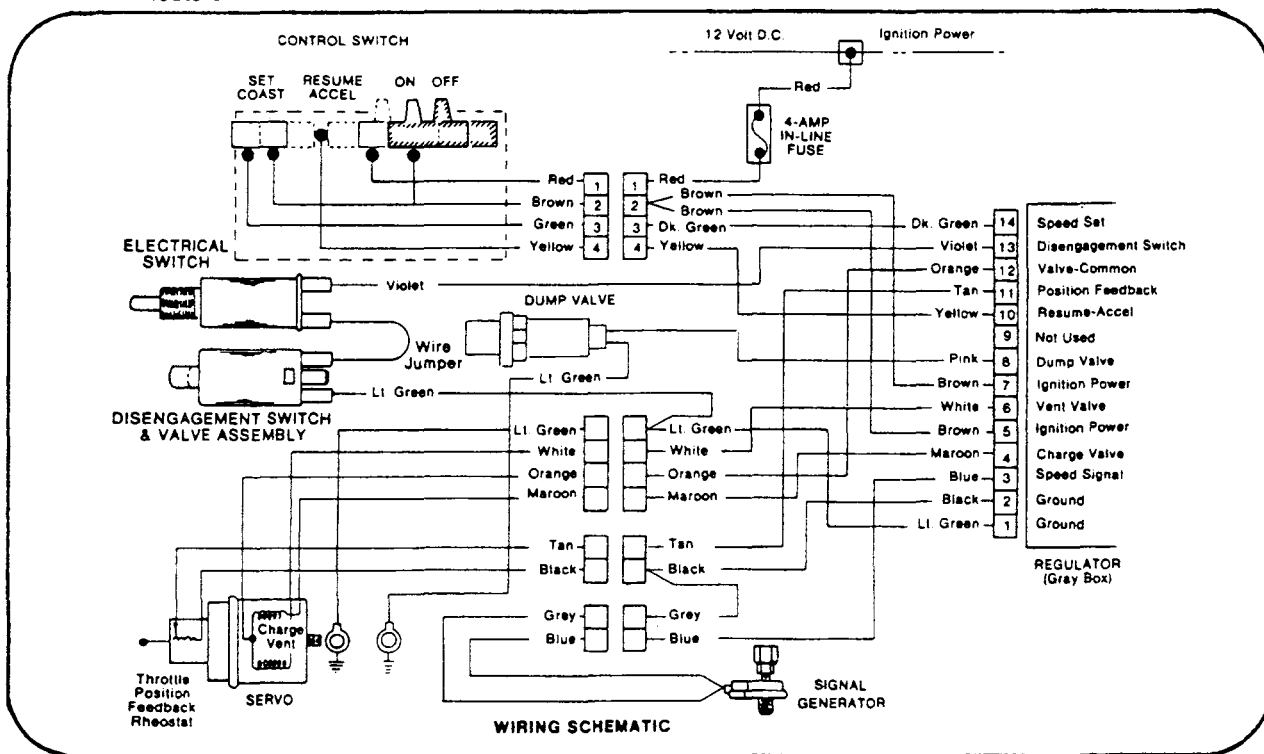 CONTROL SWITCH
12 Volt D.C. Ignition Power
SET COAST
RESUME ACCEL
ON OFF
Red
4-AMP
IN-LINE
FUSE
Red 1
Brown 2
Green 3
Yellow 4
1 Red
2 Brown
Brown
3 Dk. Green
4 Yellow
ELECTRICAL
SWITCH
Violet
DUMP VALVE
Wire
Jumper
Lt. Green
Lt. Green
DISENGAGEMENT SWITCH
& VALVE ASSEMBLY
Dk. Green 14 Speed Set
Violet 13 Disengagement Switch
Orange 12 Valve-Common
Tan 11 Position Feedback
Yellow 10 Resume-Accel
9 Not Used
Pink 8 Dump Valve
Brown 7 Ignition Power
White 6 Vent Valve
Brown 5 Ignition Power
Maroon 4 Charge Valve
Blue 3 Speed Signal
Black 2 Ground
Lt. Green 1 Ground
REGULATOR
(Gray Box)
Lt. Green Lt. Green
White White
Orange Orange
Maroon Maroon
Tan Tan
Black Black
Grey Grey
Blue Blue
Charge
Vent
Throttle
Position
Feedback
Rheostat
SERVO
SIGNAL
GENERATOR
WIRING SCHEMATIC